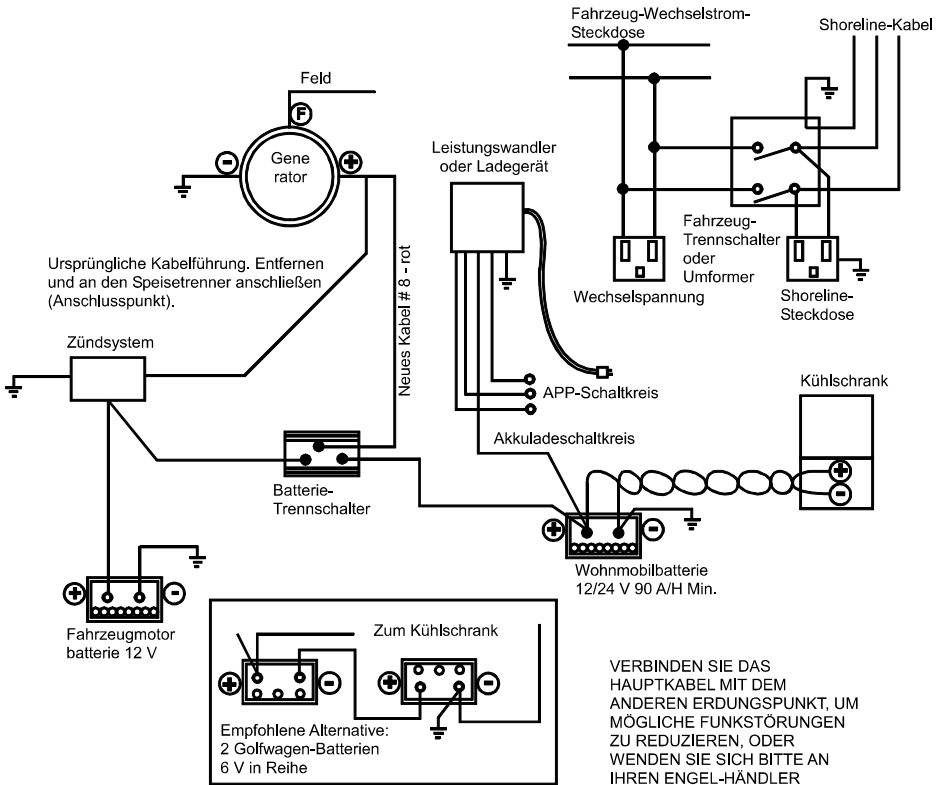 Fahrzeug-Wechselstrom-
Steckdose
Shoreline-Kabel
Feld
F
Gene
rator
Leistungswandler
oder Ladegerät
Ursprüngliche Kabelführung. Entfernen
und an den Speisetrenner anschließen
(Anschlusspunkt).
Neues Kabel # 8 - rot
Wechselspannung
Fahrzeug-
Trennschalter
oder
Umformer
Shoreline-
Steckdose
Zündsystem
APP-Schaltkreis
Kühlschrank
Akkuladeschaltkreis
Batterie-
Trennschalter
Wohnmobilbatterie
12/24 V 90 A/H Min.
Fahrzeugmotor
batterie 12 V
Zum Kühlschrank
Empfohlene Alternative:
2 Golfwagen-Batterien
6 V in Reihe
VERBINDEN SIE DAS
HAUPTKABEL MIT DEM
ANDEREN ERDUNGSPUNKT, UM
MÖGLICHE FUNKSTÖRUNGEN
ZU REDUZIEREN, ODER
WENDEN SIE SICH BITTE AN
IHREN ENGEL-HÄNDLER